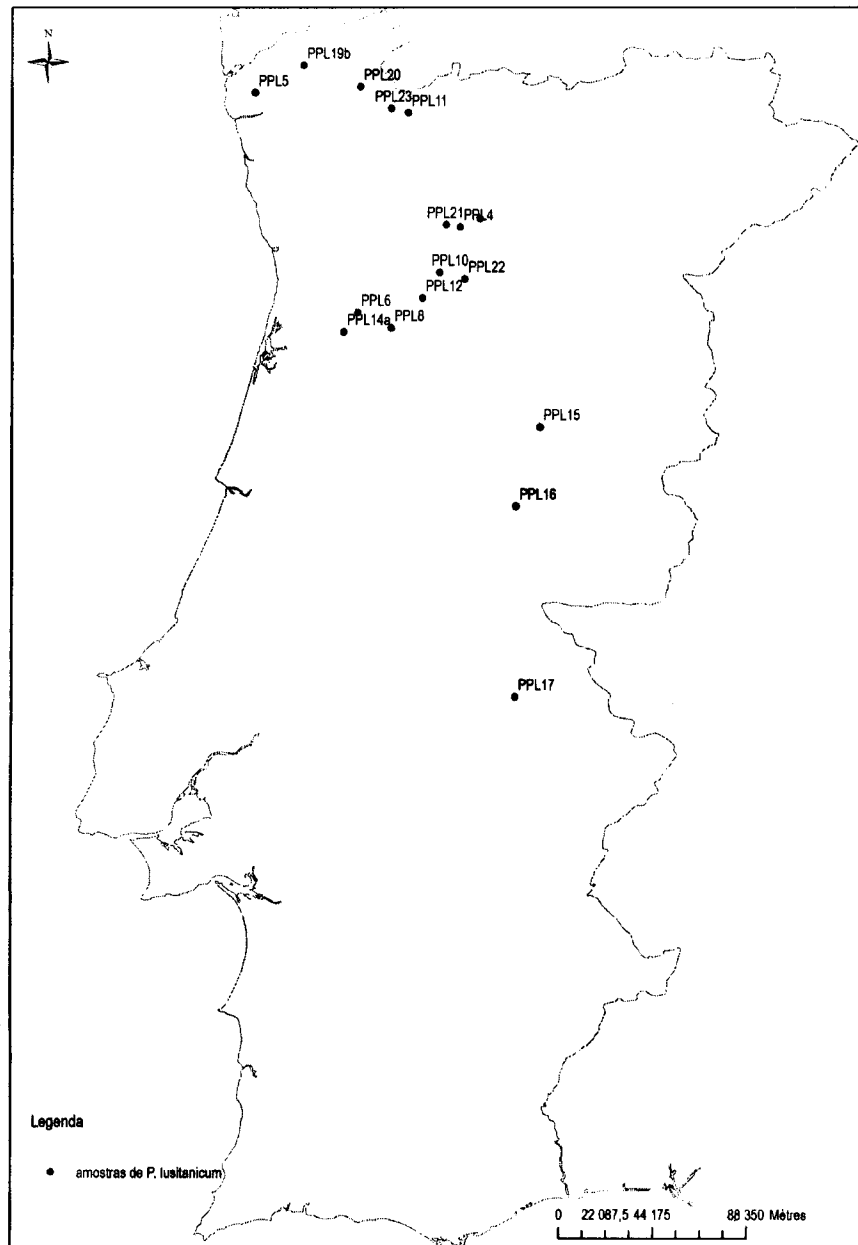 N
PPL19b
PPL5
PPL20
PPL23
PPL11
PPL21
PPL4
PPL10
PPL22
PPL12
PPL6
PPL14a
PPL8
PPL15
PPL16
PPL17
Legenda
amostras de P. lusitanicum
0 22 087,5 44 175 88 350 Mètres